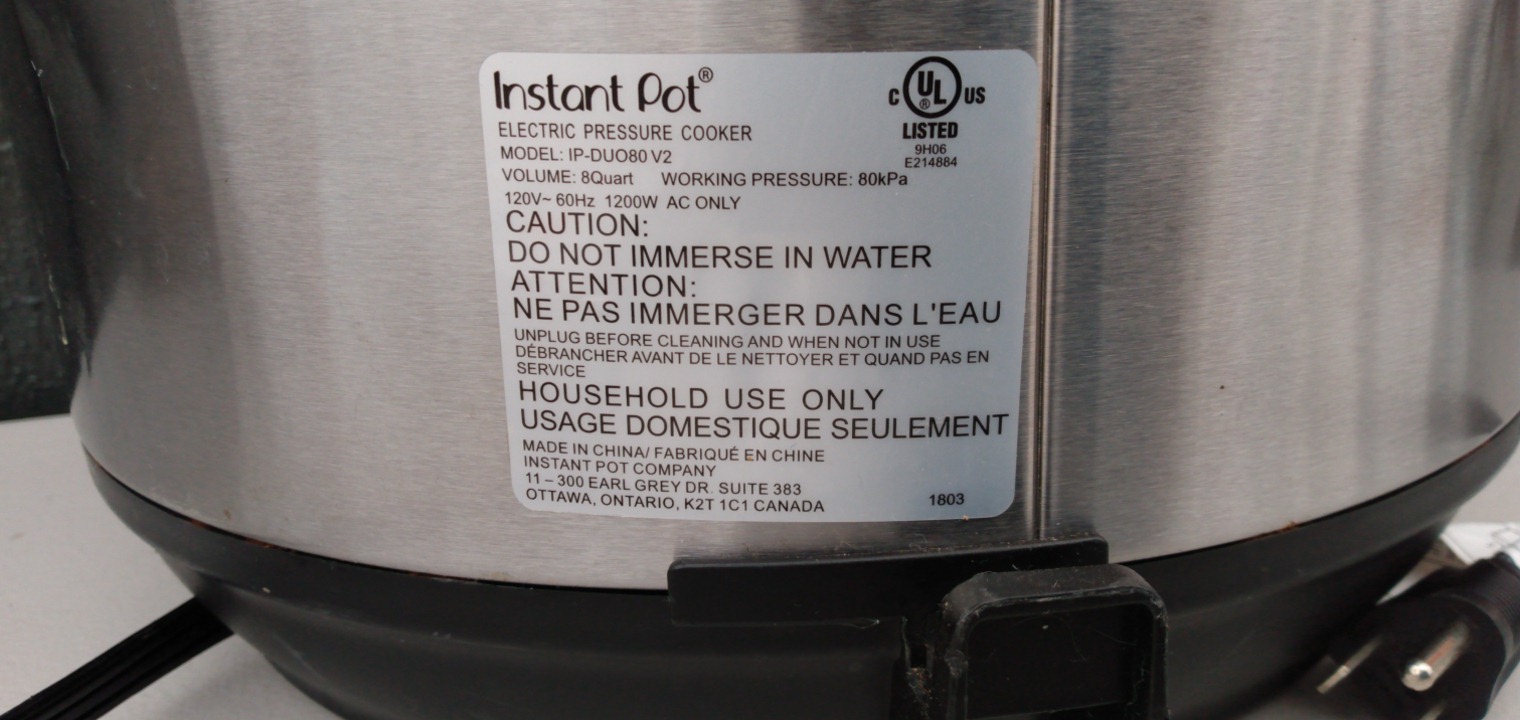 Instant Pot®
C UL® US
LISTED
9H06
E214884
ELECTRIC PRESSURE COOKER
MODEL: IP-DUO80 V2
VOLUME: 8Quart WORKING PRESSURE: 80kPa
120V~ 60Hz 1200W AC ONLY
CAUTION:
DO NOT IMMERSE IN WATER
ATTENTION:
NE PAS IMMERGER DANS L'EAU
UNPLUG BEFORE CLEANING AND WHEN NOT IN USE
DÉBRANCHER AVANT DE LE NETTOYER ET QUAND PAS EN
SERVICE
HOUSEHOLD USE ONLY
USAGE DOMESTIQUE SEULEMENT
MADE IN CHINA/ FABRIQUÉ EN CHINE
INSTANT POT COMPANY
11 – 300 EARL GREY DR. SUITE 383
OTTAWA, ONTARIO, K2T 1C1 CANADA
1803